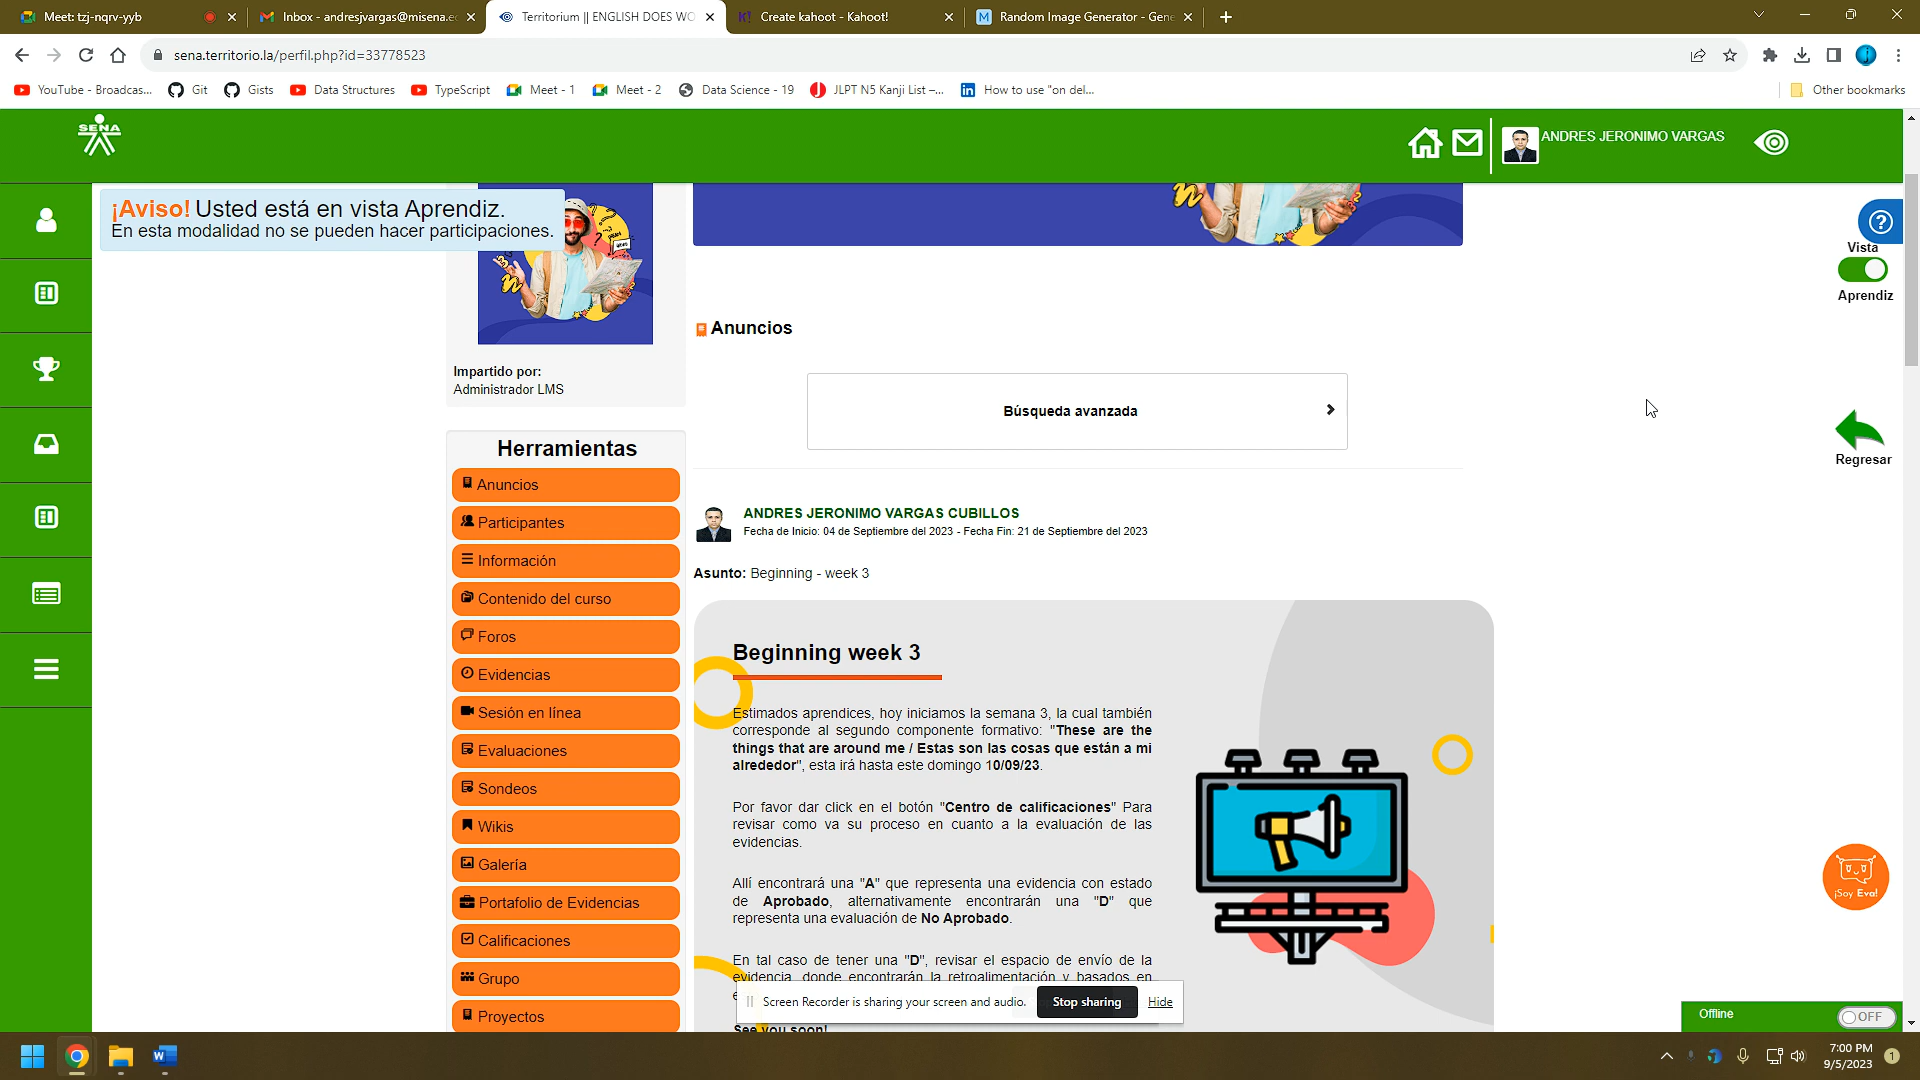 Meet: tzj-nqrv-yyb
Inbox - andresjvargas@misena.ec
Territorium || ENGLISH DOES WO
Create kahoot - Kahoot!
Random Image Generator - Gene
sena.territorio.la/perfil.php?id=33778523
YouTube - Broadcas...
Git
Gists
Data Structures
TypeScript
Meet - 1
Meet - 2
Data Science - 19
JLPT N5 Kanji List –...
How to use "on del...
Other bookmarks
SENA
ANDRES JERONIMO VARGAS
¡Aviso! Usted está en vista Aprendiz.
En esta modalidad no se pueden hacer participaciones.
Vista
Aprendiz
Regresar
Impartido por:
Administrador LMS
Herramientas
Anuncios
Participantes
Información
Contenido del curso
Foros
Evidencias
Sesión en línea
Evaluaciones
Sondeos
Wikis
Galería
Portafolio de Evidencias
Calificaciones
Grupo
Proyectos
Anuncios
Búsqueda avanzada
ANDRES JERONIMO VARGAS CUBILLOS
Fecha de Inicio: 04 de Septiembre del 2023 - Fecha Fin: 21 de Septiembre del 2023
Asunto: Beginning - week 3
Beginning week 3
Estimados aprendices, hoy iniciamos la semana 3, la cual también
corresponde al segundo componente formativo: "These are the
things that are around me / Estas son las cosas que están a mi
alrededor", esta irá hasta este domingo 10/09/23.
Por favor dar click en el botón "Centro de calificaciones" Para
revisar como va su proceso en cuanto a la evaluación de las
evidencias.
Allí encontrará una "A" que representa una evidencia con estado
de Aprobado, alternativamente encontrarán una "D" que
representa una evaluación de No Aprobado.
En tal caso de tener una "D", revisar el espacio de envío de la
evidencia, donde encontrarán la retroalimentación y basados en
See you soon!
¡Soy Eva!
Screen Recorder is sharing your screen and audio.
Stop sharing
Hide
Offline
OFF
7:00 PM
9/5/2023
1